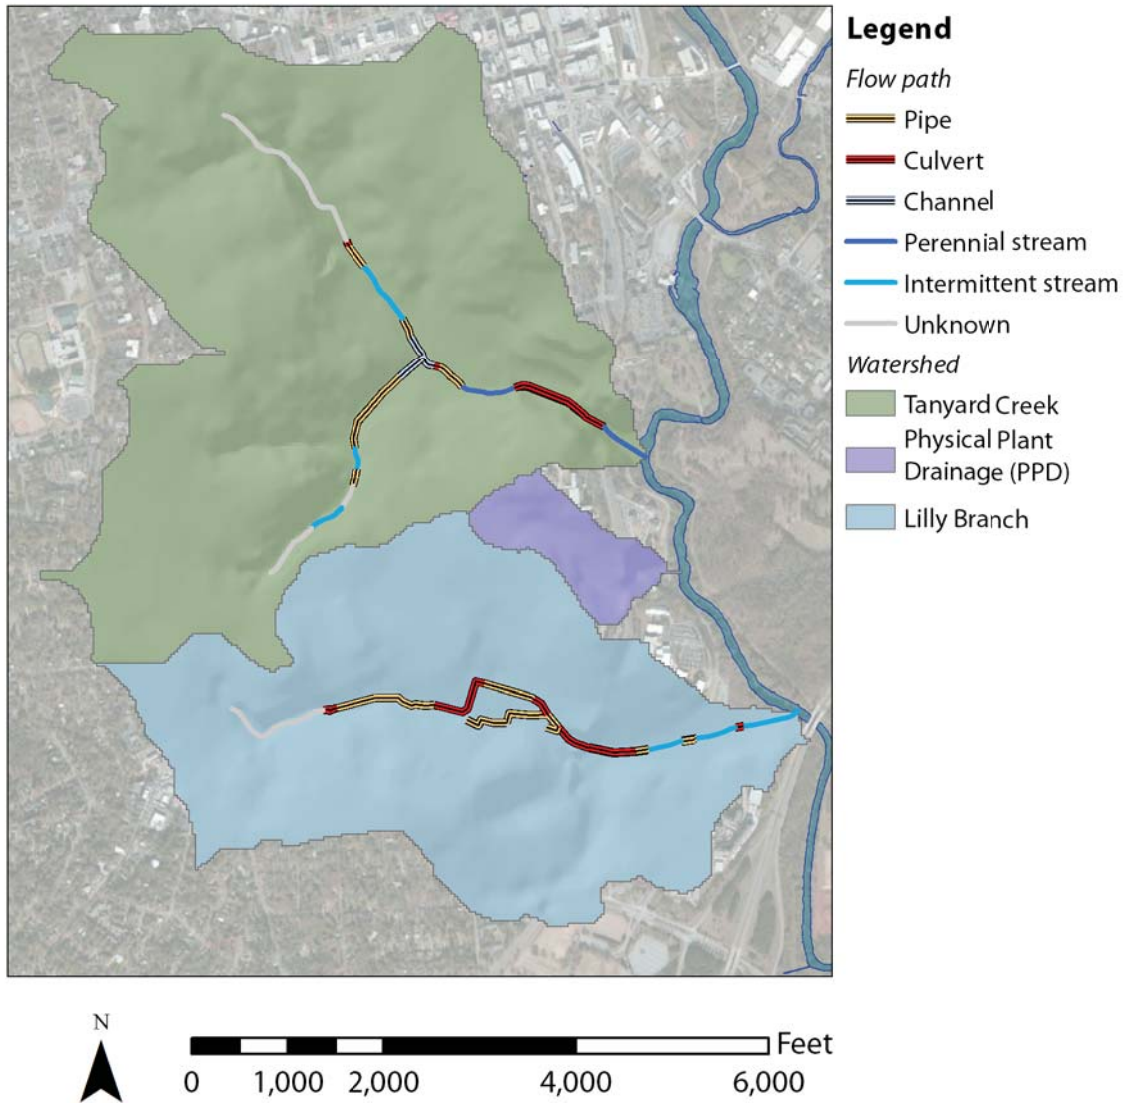 Legend
Flow path
Pipe
Culvert
Channel
Perennial stream
Intermittent stream
Unknown
Watershed
Tanyard Creek
Physical Plant
Drainage (PPD)
Lilly Branch
N
Feet
0 1,000 2,000 4,000 6,000